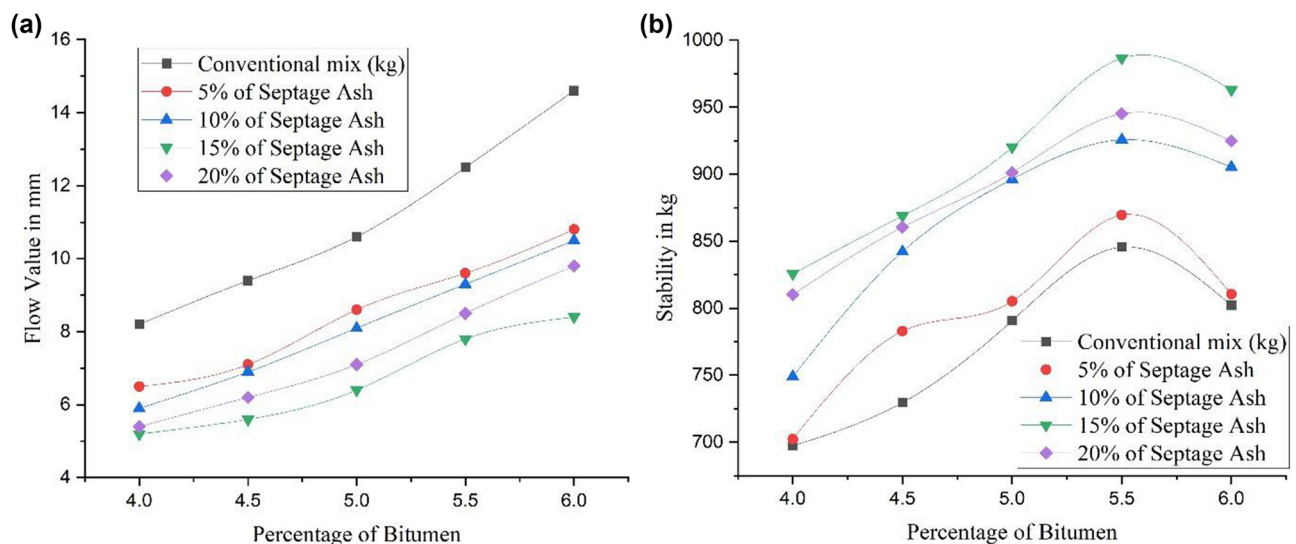 (a)
16
14
12
10
8
6
4
Flow Value in mm
Conventional mix (kg)
5% of Septage Ash
10% of Septage Ash
15% of Septage Ash
20% of Septage Ash
4.0 4.5 5.0 5.5 6.0
Percentage of Bitumen
(b)
1000
950
900
850
800
750
700
Stability in kg
Conventional mix (kg)
5% of Septage Ash
10% of Septage Ash
15% of Septage Ash
20% of Septage Ash
4.0 4.5 5.0 5.5 6.0
Percentage of Bitumen